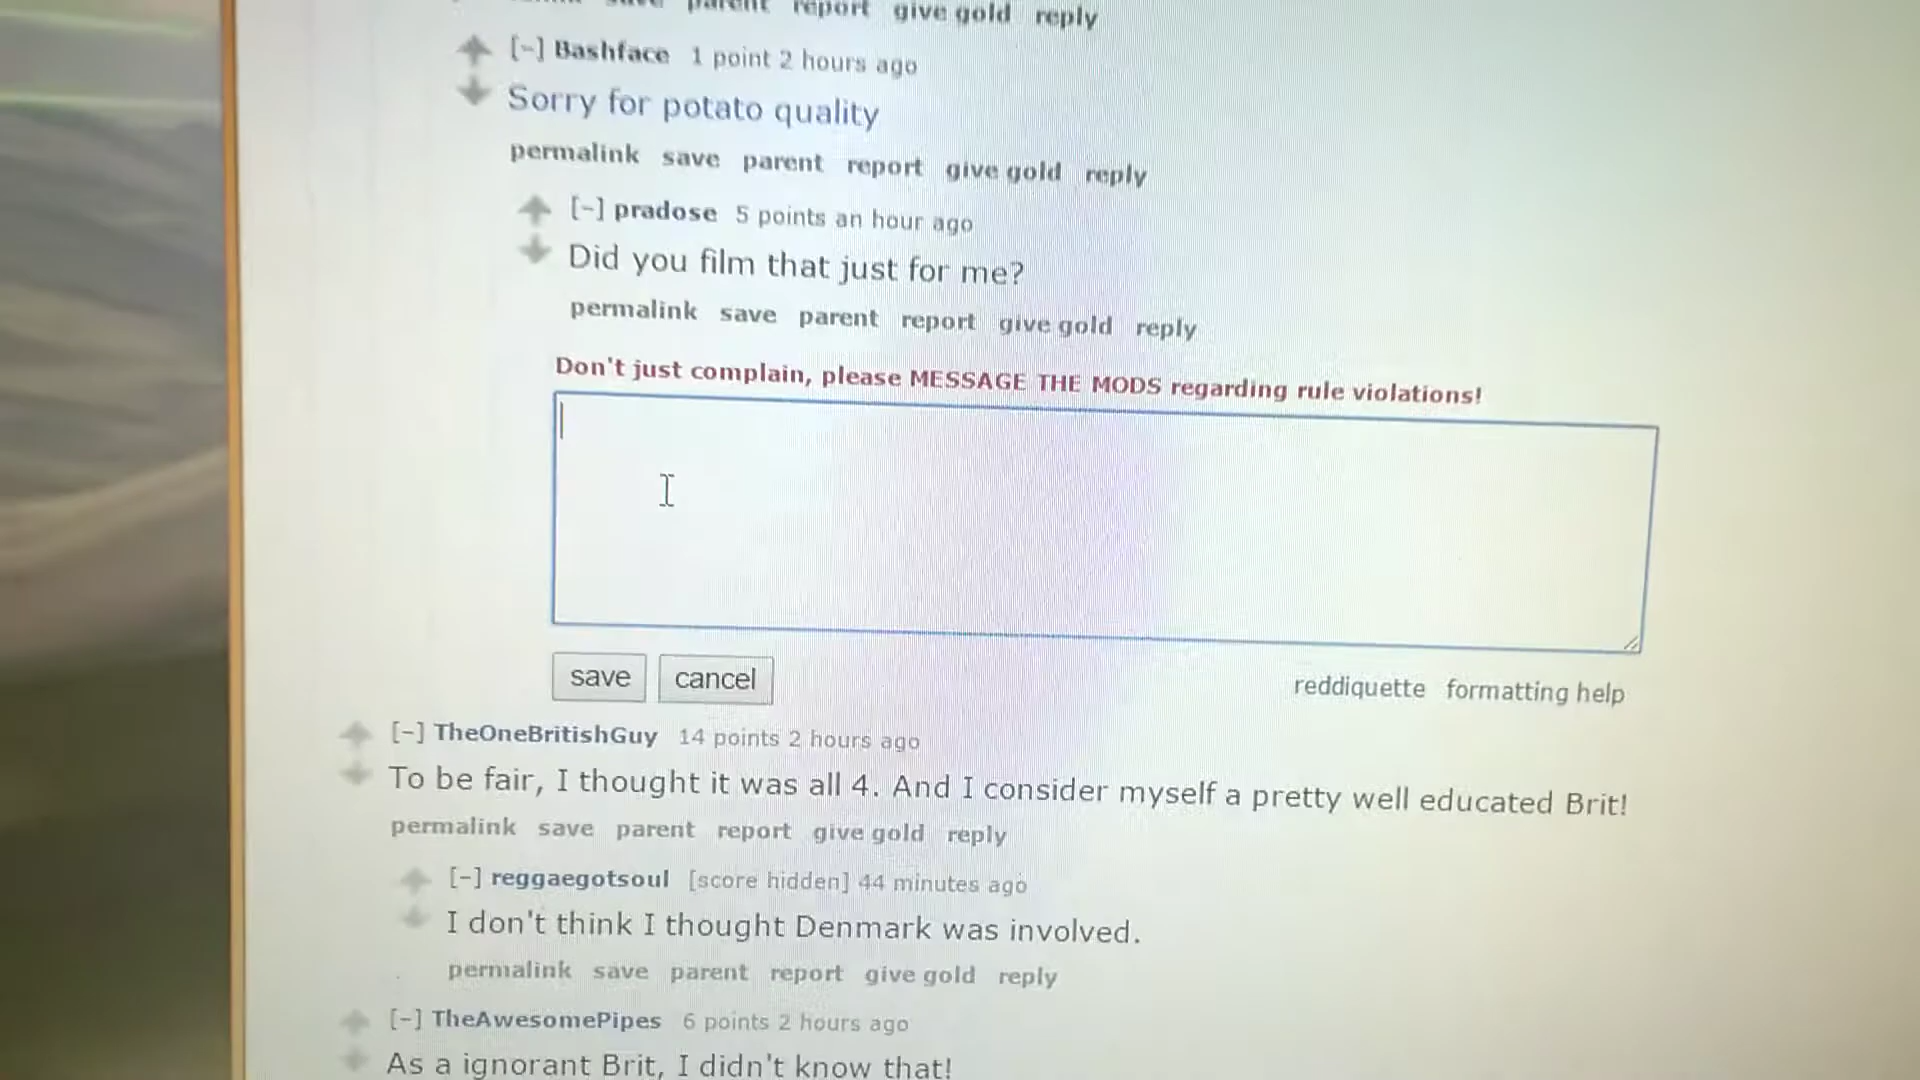 save parent report give gold reply
[-] Bashface 1 point 2 hours ago
Sorry for potato quality
permalink save parent report give gold reply
[-] pradose 5 points an hour ago
Did you film that just for me?
permalink save parent report give gold reply
Don't just complain, please MESSAGE THE MODS regarding rule violations!
save cancel
reddiquette formatting help
[-] TheOneBritishGuy 14 points 2 hours ago
To be fair, I thought it was all 4. And I consider myself a pretty well educated Brit!
permalink save parent report give gold reply
[-] reggaegotsoul [score hidden] 44 minutes ago
I don't think I thought Denmark was involved.
permalink save parent report give gold reply
[-] TheAwesomePipes 6 points 2 hours ago
As a ignorant Brit, I didn't know that!